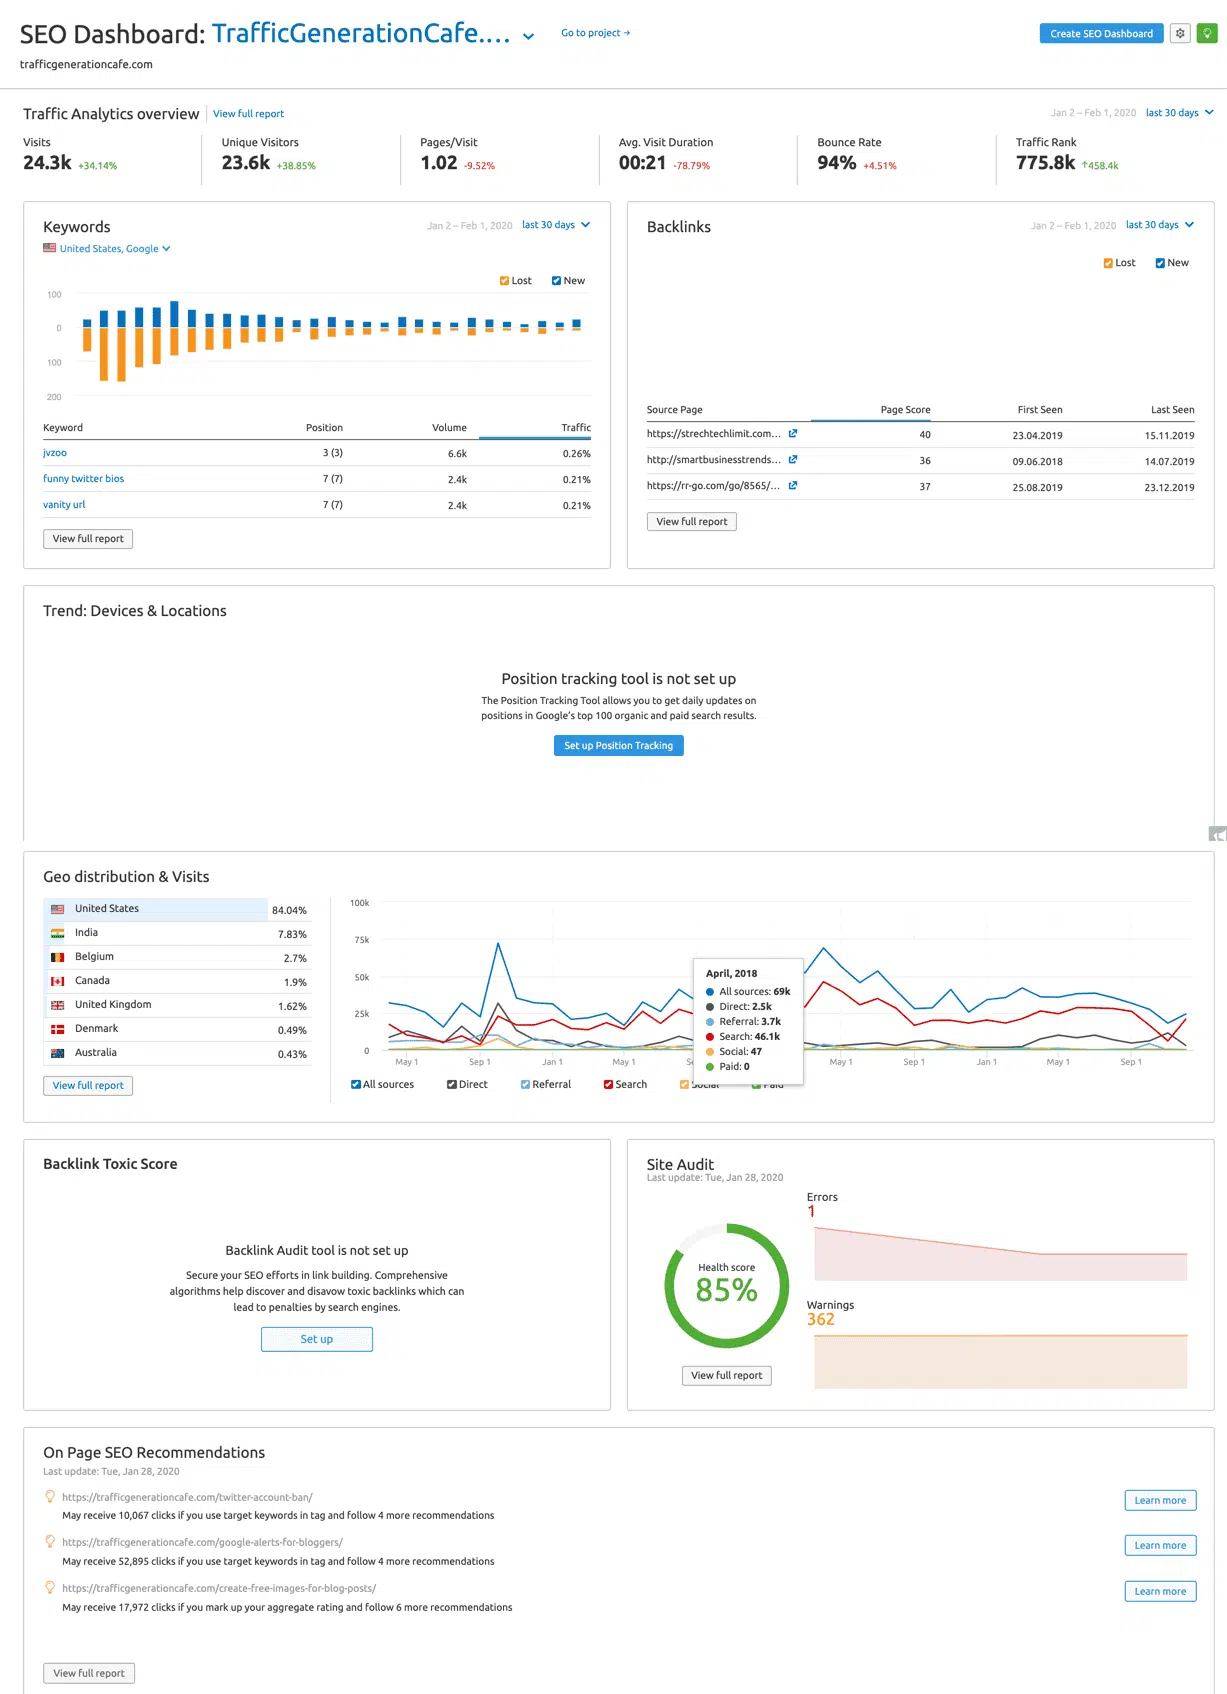 SEO Dashboard: TrafficGenerationCafe.... Go to project →
Create SEO Dashboard
trafficgenerationcafe.com
Traffic Analytics overview View full report
Jan 2 – Feb 1, 2020 last 30 days
Visits
24.3k +34.14%
Unique Visitors
23.6k +38.85%
Pages/Visit
1.02 -9.52%
Avg. Visit Duration
00:21 -78.79%
Bounce Rate
94% +4.51%
Traffic Rank
775.8k ↑458.4k
Keywords
Jan 2 – Feb 1, 2020 last 30 days
United States, Google
Lost New
100
0
100
200
Keyword Position Volume Traffic
jvzoo 3 (3) 6.6k 0.26%
funny twitter bios 7 (7) 2.4k 0.21%
vanity url 7 (7) 2.4k 0.21%
View full report
Backlinks
Jan 2 – Feb 1, 2020 last 30 days
Lost New
Source Page Page Score First Seen Last Seen
https://strechtechlimit.com... 40 23.04.2019 15.11.2019
http://smartbusinesstrends... 36 09.06.2018 14.07.2019
https://rr-go.com/go/8565/... 37 25.08.2019 23.12.2019
View full report
Trend: Devices & Locations
Position tracking tool is not set up
The Position Tracking Tool allows you to get daily updates on
positions in Google's top 100 organic and paid search results.
Set up Position Tracking
Geo distribution & Visits
United States 84.04%
India 7.83%
Belgium 2.7%
Canada 1.9%
United Kingdom 1.62%
Denmark 0.49%
Australia 0.43%
View full report
100k
75k
50k
25k
0
May 1 Sep 1 Jan 1 May 1 Se May 1 Sep 1 Jan 1 May 1 Sep 1
April, 2018
All sources: 69k
Direct: 2.5k
Referral: 3.7k
Search: 46.1k
Social: 47
Paid: 0
All sources Direct Referral Search Social Paid
Backlink Toxic Score
Backlink Audit tool is not set up
Secure your SEO efforts in link building. Comprehensive
algorithms help discover and disavow toxic backlinks which can
lead to penalties by search engines.
Set up
Site Audit
Last update: Tue, Jan 28, 2020
Health score
85%
View full report
Errors
1
Warnings
362
On Page SEO Recommendations
Last update: Tue, Jan 28, 2020
https://trafficgenerationcafe.com/twitter-account-ban/
May receive 10,067 clicks if you use target keywords in tag and follow 4 more recommendations
Learn more
https://trafficgenerationcafe.com/google-alerts-for-bloggers/
May receive 52,895 clicks if you use target keywords in tag and follow 4 more recommendations
Learn more
https://trafficgenerationcafe.com/create-free-images-for-blog-posts/
May receive 17,972 clicks if you mark up your aggregate rating and follow 6 more recommendations
Learn more
View full report